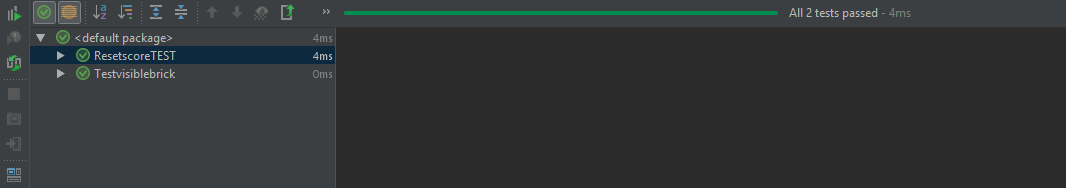 » All 2 tests passed - 4ms
<default package> 4ms
ResetscoreTEST 4ms
Testvisiblebrick 0ms